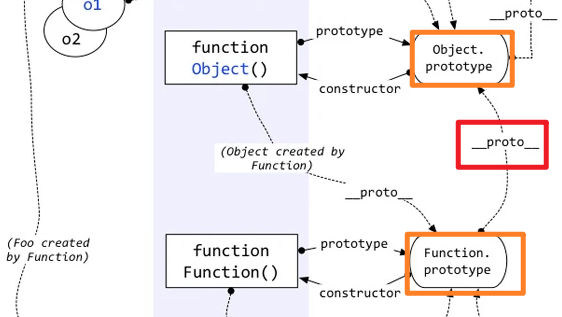 o1
o2
__proto__
function
Object()
prototype
Object.
prototype
constructor
__proto__
(Object created by
Function)
__proto__
(Foo created
by Function)
function
Function()
prototype
Function.
prototype
constructor